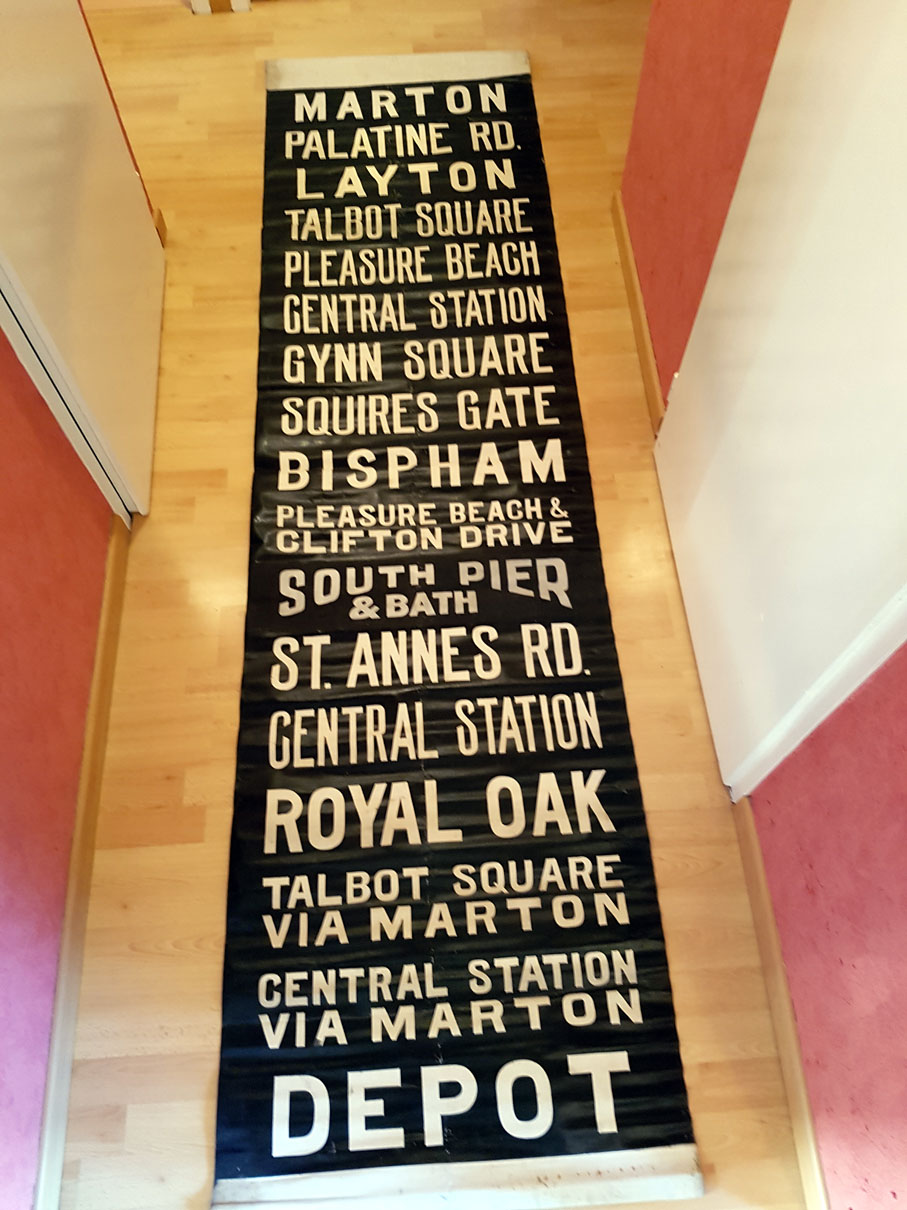 MARTON
PALATINE RD.
LAYTON
TALBOT SQUARE
PLEASURE BEACH
CENTRAL STATION
GYNN SQUARE
SQUIRES GATE
BISPHAM
PLEASURE BEACH &
CLIFTON DRIVE
SOUTH PIER
& BATH
ST. ANNES RD.
CENTRAL STATION
ROYAL OAK
TALBOT SQUARE
VIA MARTON
CENTRAL STATION
VIA MARTON
DEPOT